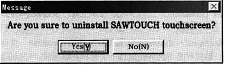 Message
Are you sure to uninstall SAWTOUCH touchscreen?
Yes(y) No(N)